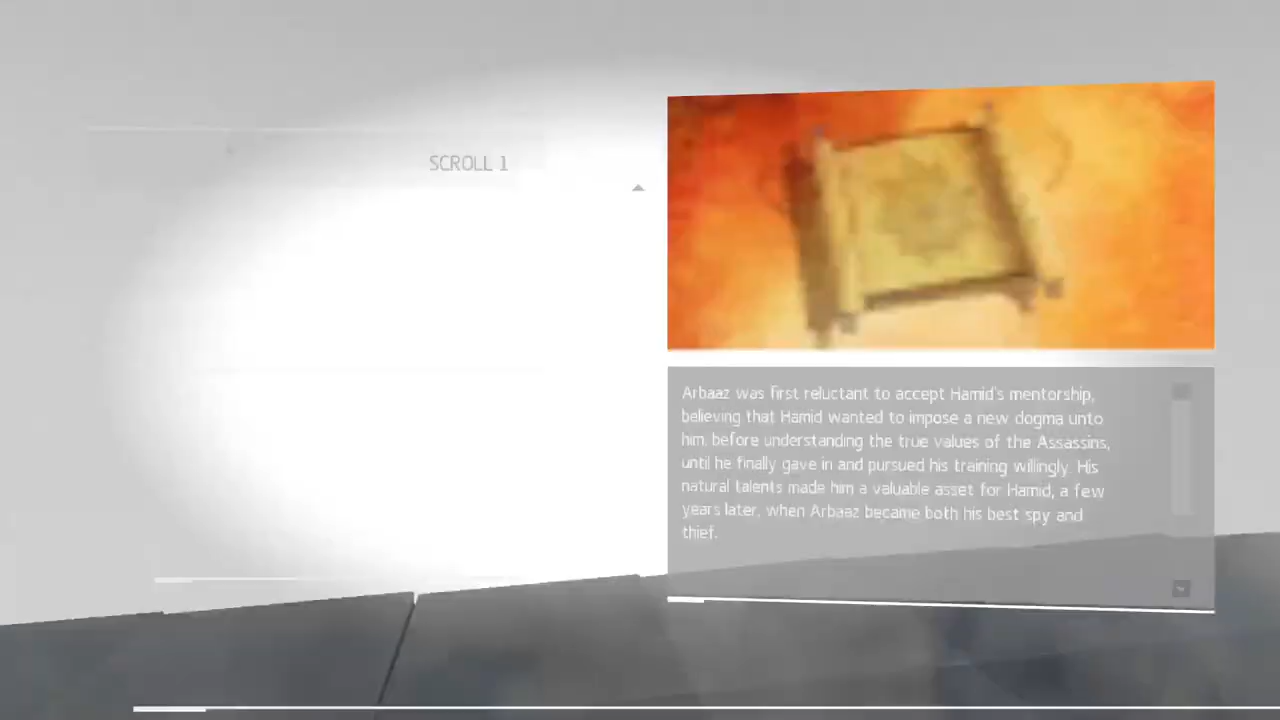 SCROLL 1
Arbaaz was first reluctant to accept Hamid's mentorship,
believing that Hamid wanted to impose a new dogma unto
him, before understanding the true values of the Assassins,
until he finally gave in and pursued his training willingly. His
natural talents made him a valuable asset for Hamid, a few
years later, when Arbaaz became both his best spy and
thief.